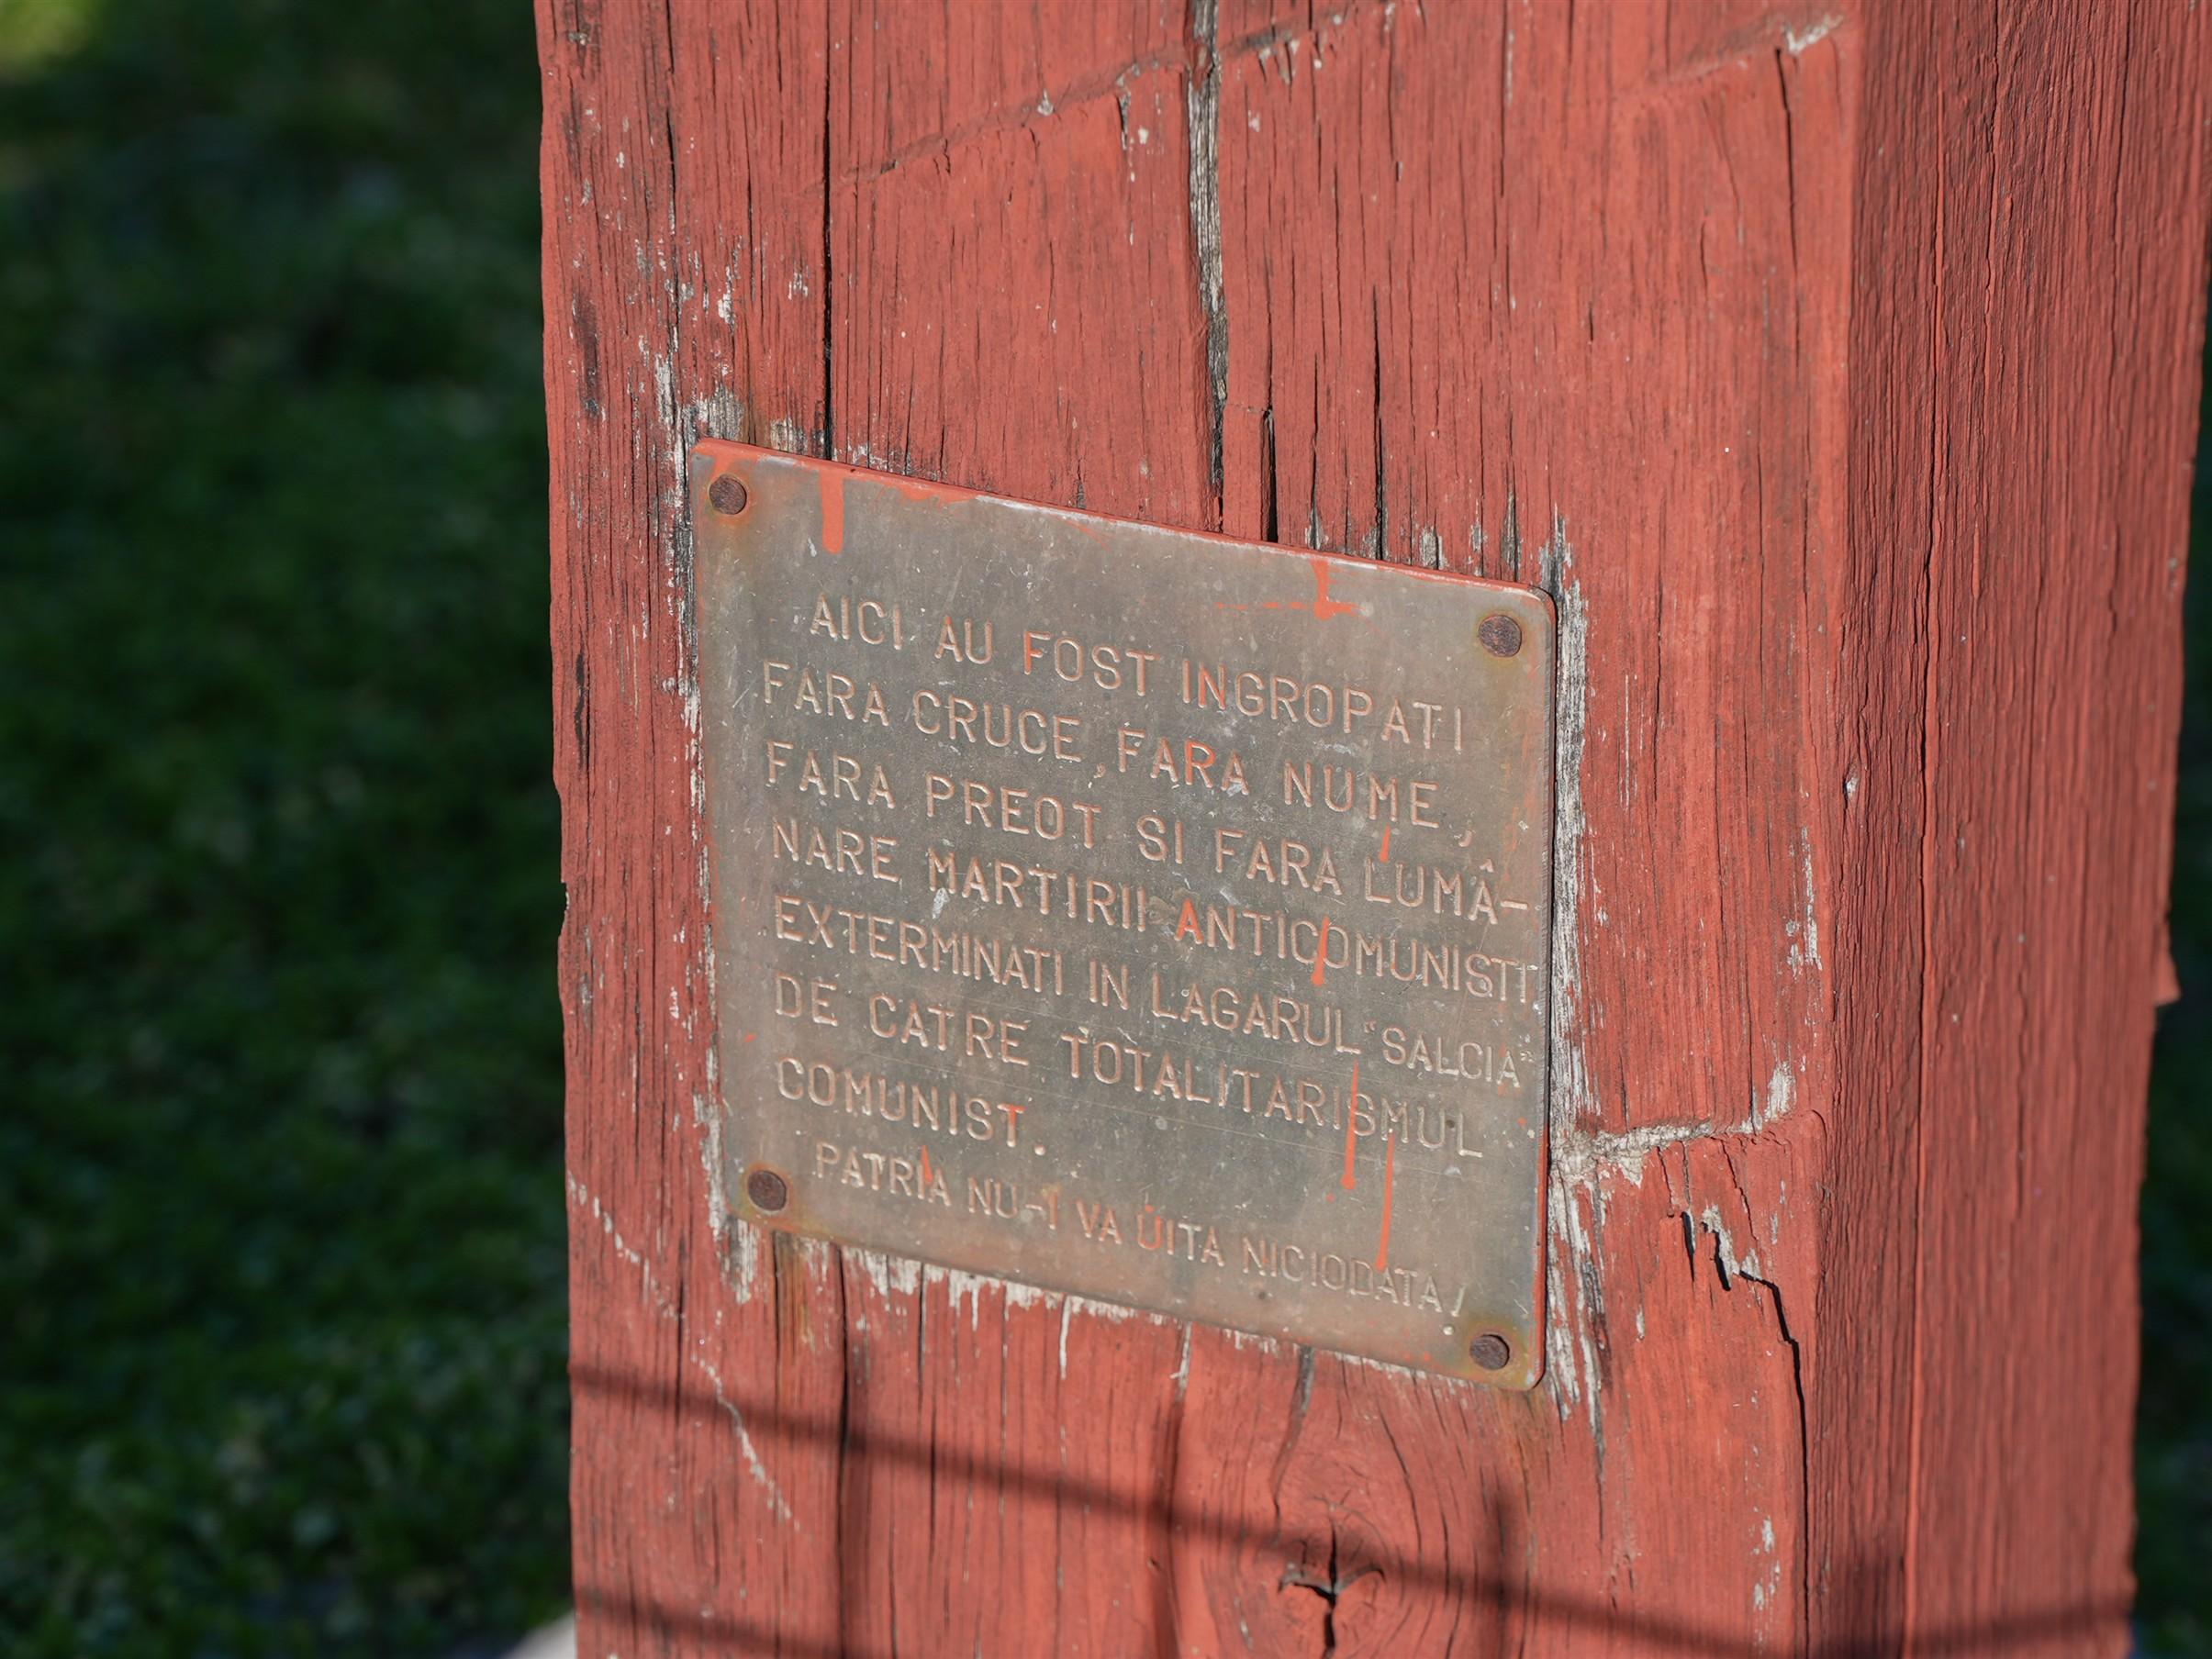 AICI AU FOST INGROPATI
FARA CRUCE, FARA NUME,
FARA PREOT SI FARA LUMÂ-
NARE MARTIRII ANTICOMUNISTI
EXTERMINATI IN LAGARUL "SALCIA"
DE CATRE TOTALITARISMUL
COMUNIST.
PATRIA NU-I VA UITA NICIODATA!